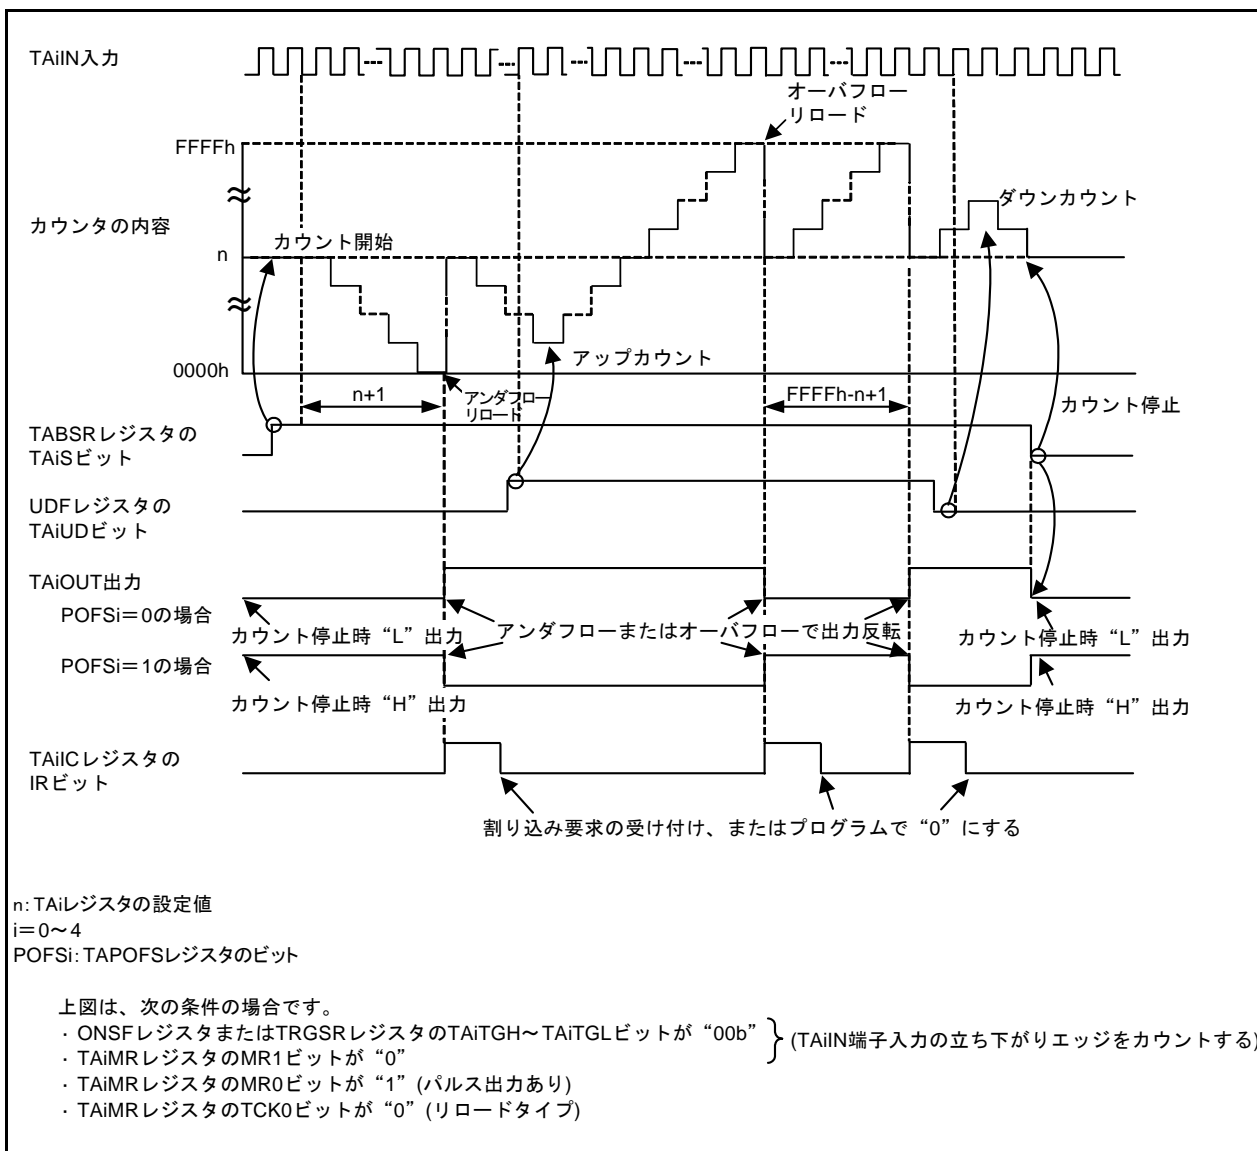 TAiIN入力
オーバフロー
リロード
FFFFh
カウンタの内容
カウント開始
n
ダウンカウント
アップカウント
0000h
n+1
アンダフロー
リロード
FFFFh-n+1
カウント停止
TABSRレジスタの
TAiSビット
UDFレジスタの
TAiUDビット
TAiOUT出力
POFSi＝0の場合
カウント停止時“L”出力
アンダフローまたはオーバフローで出力反転
カウント停止時“L”出力
POFSi＝1の場合
カウント停止時“H”出力
カウント停止時“H”出力
TAiICレジスタの
IRビット
割り込み要求の受け付け、またはプログラムで“0”にする
n：TAiレジスタの設定値
i＝0～4
POFSi：TAPOFSレジスタのビット
上図は、次の条件の場合です。
・ONSFレジスタまたはTRGSRレジスタのTAiTGH～TAiTGLビットが“00b”
・TAiMRレジスタのMR1ビットが“0”
(TAiIN端子入力の立ち下がりエッジをカウントする)
・TAiMRレジスタのMR0ビットが“1”(パルス出力あり)
・TAiMRレジスタのTCK0ビットが“0”(リロードタイプ)